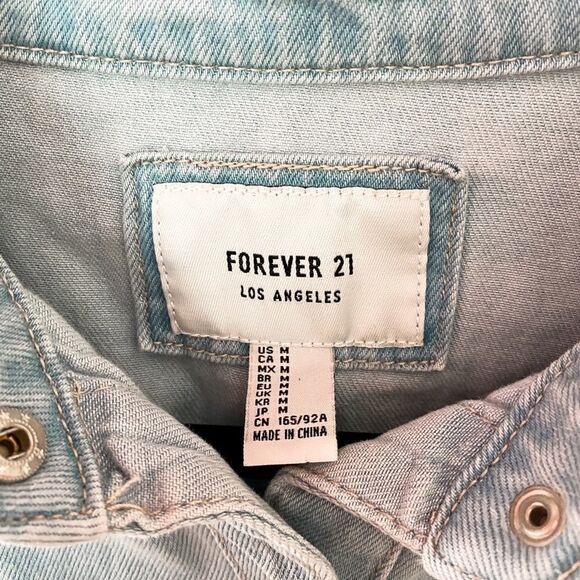 FOREVER 21
LOS ANGELES
US M
CA M
MX M
BR M
EU M
UK M
KR M
JP M
CN 165/92A
MADE IN CHINA